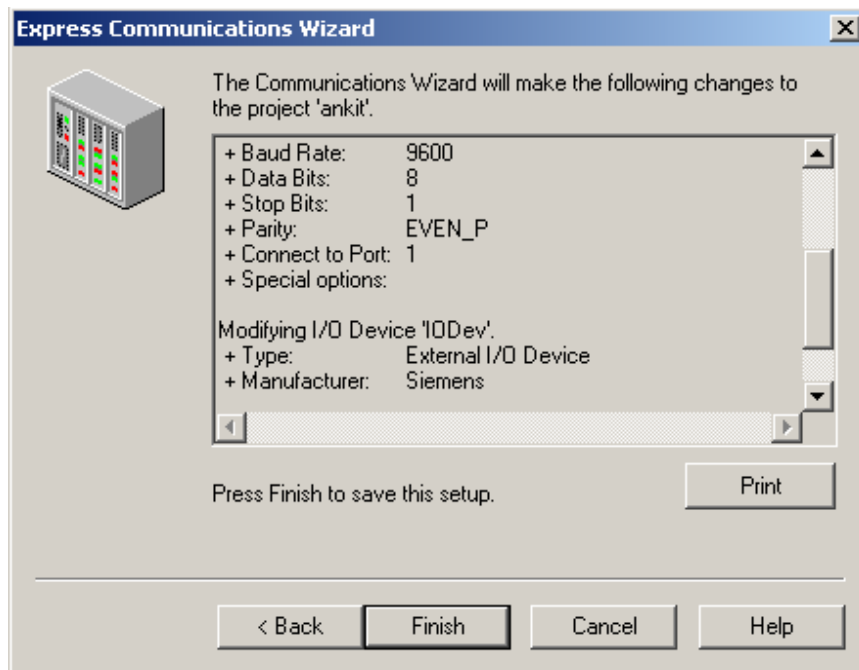 Express Communications Wizard
The Communications Wizard will make the following changes to
the project 'ankit'.
+ Baud Rate: 9600
+ Data Bits: 8
+ Stop Bits: 1
+ Parity: EVEN_P
+ Connect to Port: 1
+ Special options:
Modifying I/O Device 'IODev'.
+ Type: External I/O Device
+ Manufacturer: Siemens
Press Finish to save this setup.
Print
< Back
Finish
Cancel
Help